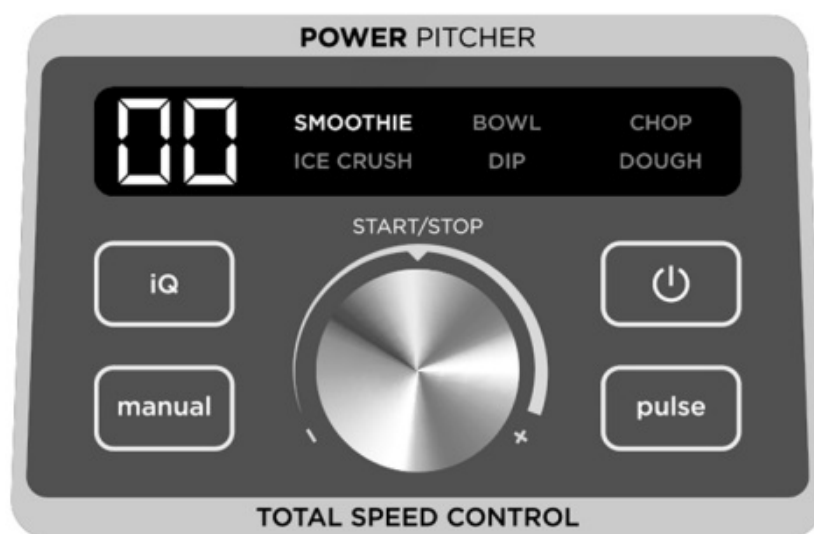 POWER PITCHER
00 SMOOTHIE BOWL CHOP
ICE CRUSH DIP DOUGH
START/STOP
iQ
manual pulse
- +
TOTAL SPEED CONTROL